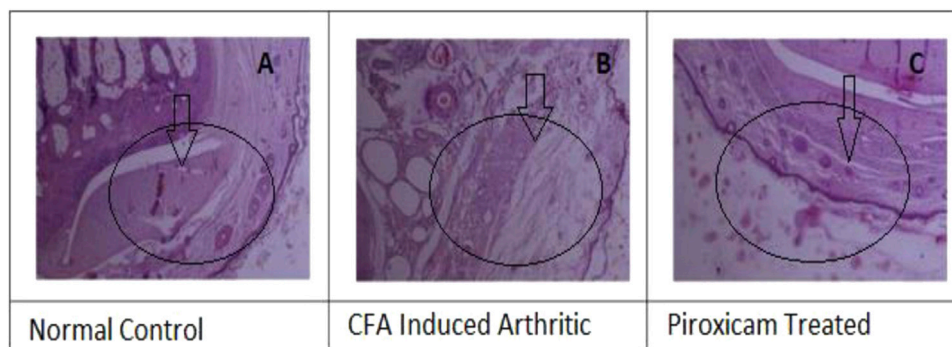 A
B
C
Normal Control
CFA Induced Arthritic
Piroxicam Treated